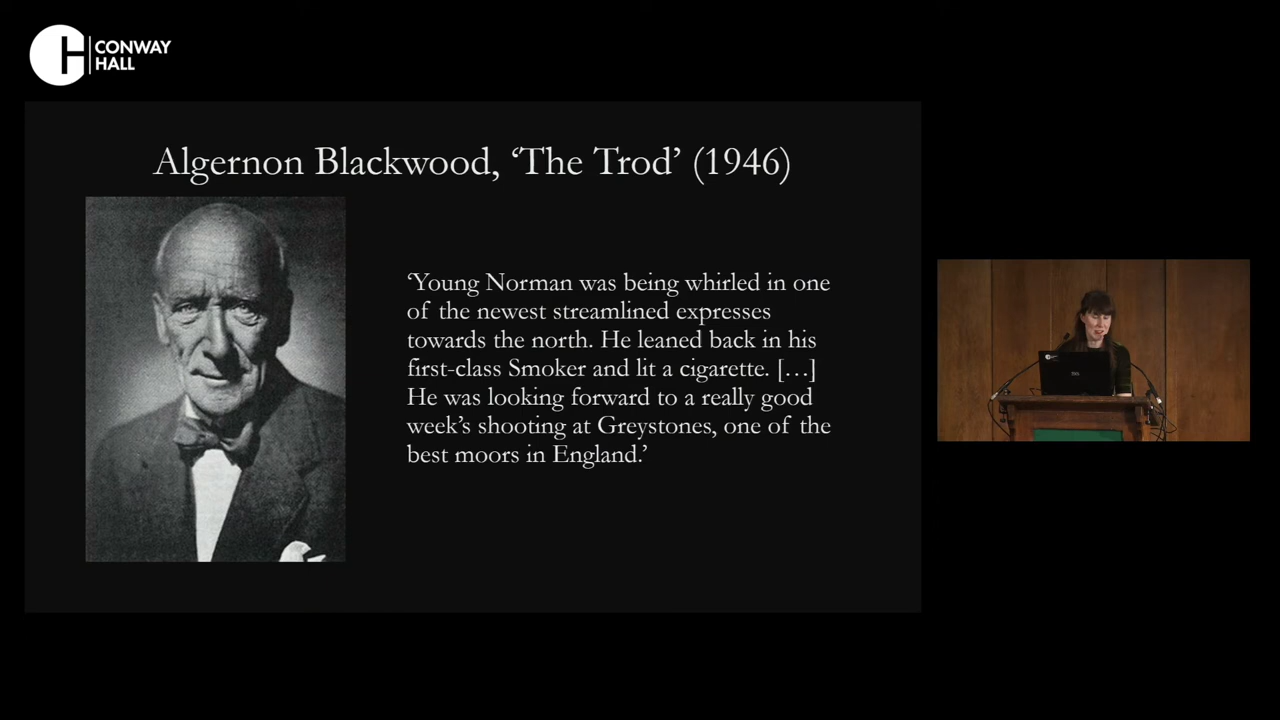 CONWAY
HALL
Algernon Blackwood, ‘The Trod’ (1946)
‘Young Norman was being whirled in one
of the newest streamlined expresses
towards the north. He leaned back in his
first-class Smoker and lit a cigarette. […]
He was looking forward to a really good
week’s shooting at Greystones, one of the
best moors in England.’